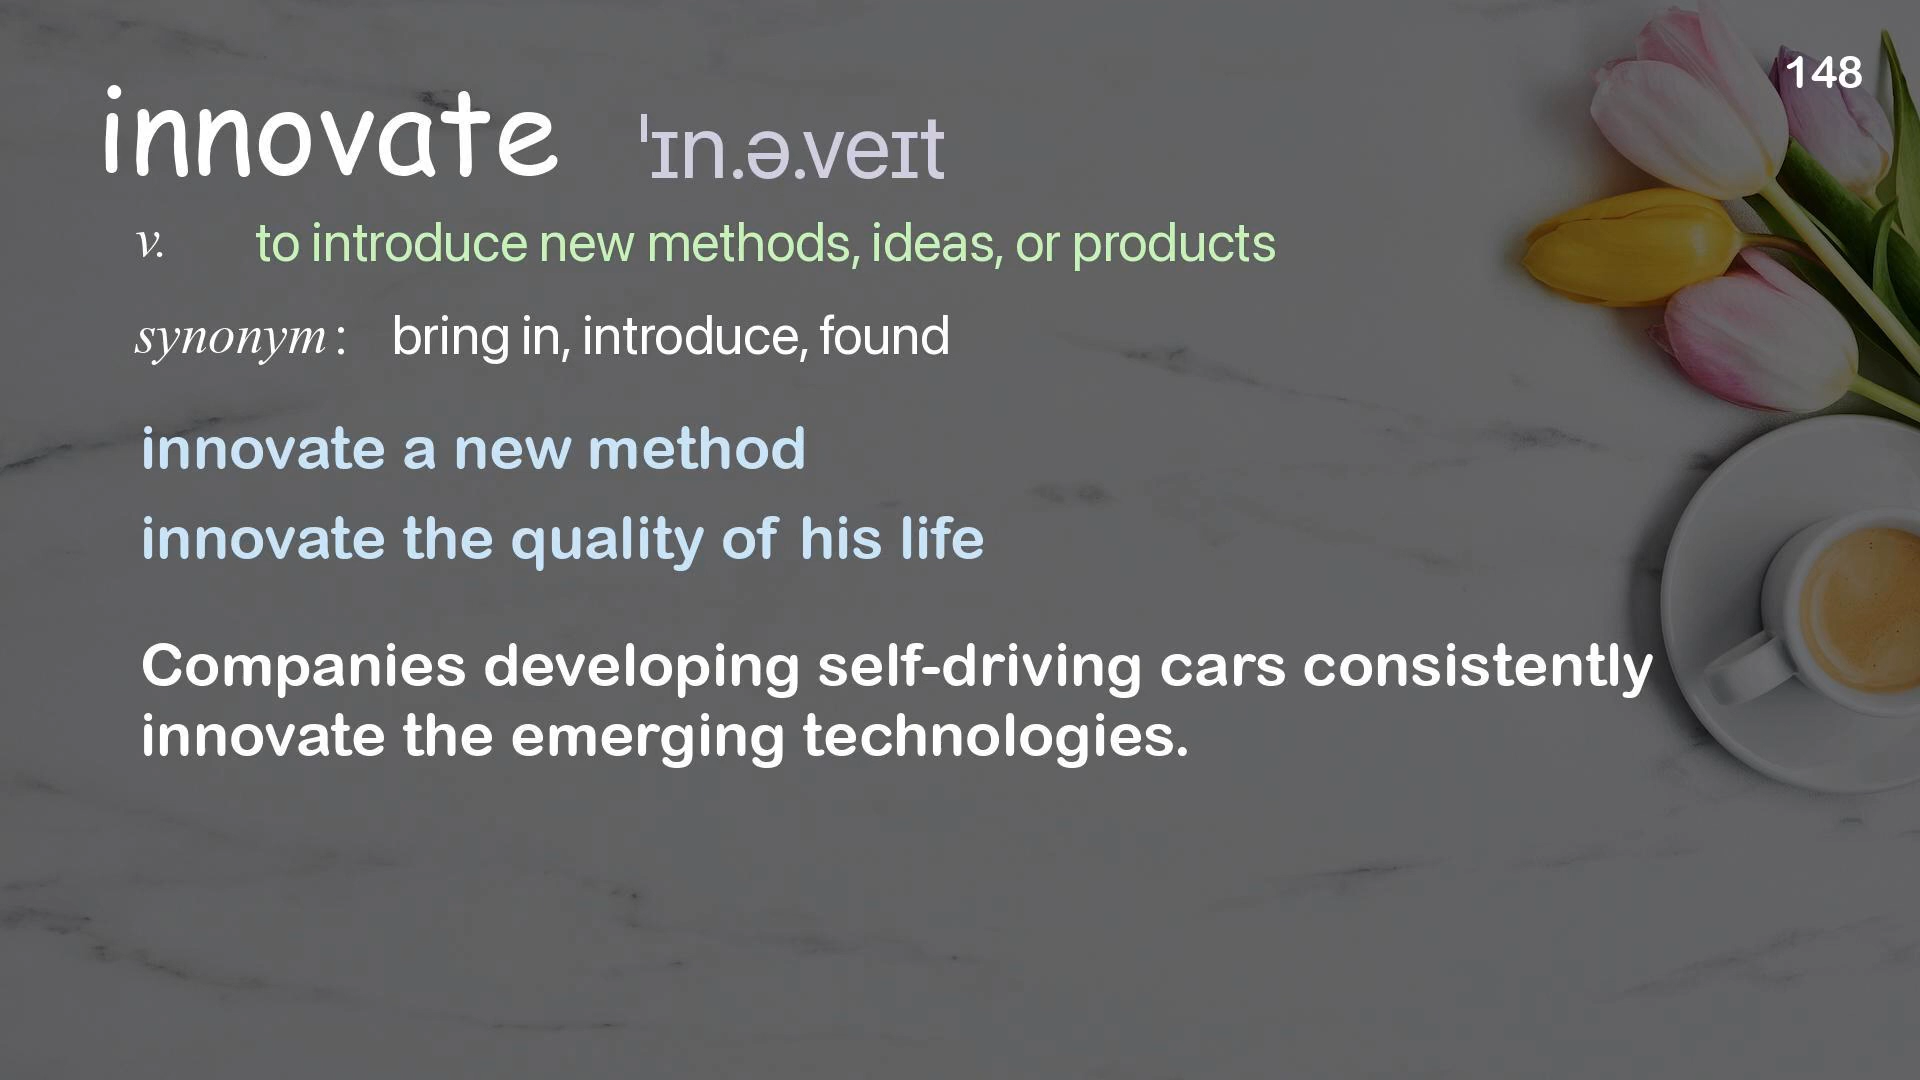 148
innovate ˈɪn.ə.veɪt
v. to introduce new methods, ideas, or products
synonym : bring in, introduce, found
innovate a new method
innovate the quality of his life
Companies developing self-driving cars consistently
innovate the emerging technologies.